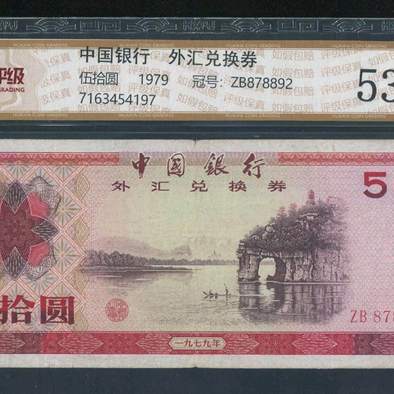 评级
GRADING
中国银行 外汇兑换券
伍拾圆 1979 冠号: ZB878892
7163454197
53
中国银行
外汇兑换券
5
拾圆
ZB 878
一九七九年